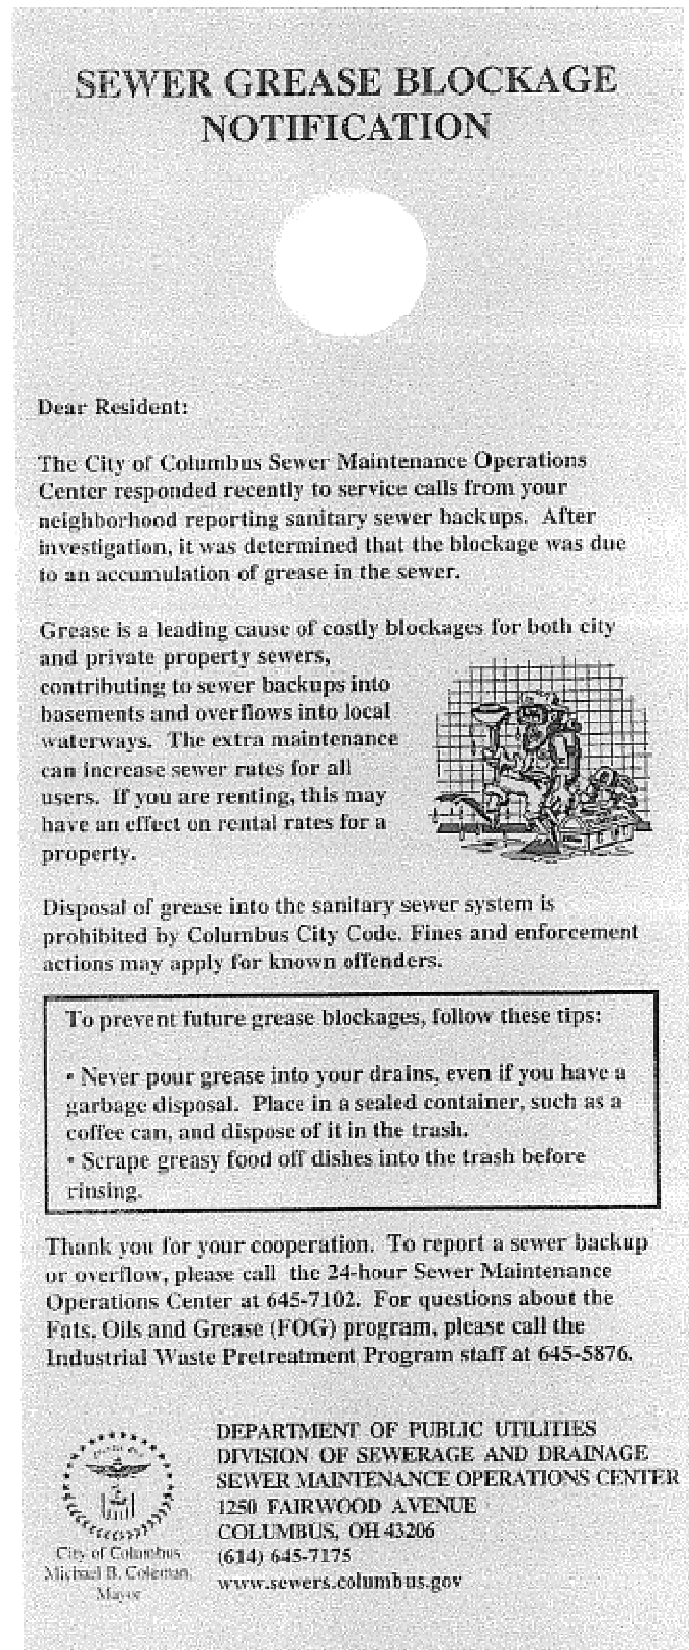 SEWER GREASE BLOCKAGE
NOTIFICATION
Dear Resident:
The City of Columbus Sewer Maintenance Operations
Center responded recently to service calls from your
neighborhood reporting sanitary sewer backups. After
investigation, it was determined that the blockage was due
to an accumulation of grease in the sewer.
Grease is a leading cause of costly blockages for both city
and private property sewers,
contributing to sewer backups into
basements and overflows into local
waterways. The extra maintenance
can increase sewer rates for all
users. If you are renting, this may
have an effect on rental rates for a
property.
Disposal of grease into the sanitary sewer system is
prohibited by Columbus City Code. Fines and enforcement
actions may apply for known offenders.
To prevent future grease blockages, follow these tips:
• Never pour grease into your drains, even if you have a
garbage disposal. Place in a sealed container, such as a
coffee can, and dispose of it in the trash.
• Scrape greasy food off dishes into the trash before
rinsing.
Thank you for your cooperation. To report a sewer backup
or overflow, please call the 24-hour Sewer Maintenance
Operations Center at 645-7102. For questions about the
Fats, Oils and Grease (FOG) program, please call the
Industrial Waste Pretreatment Program staff at 645-5876.
City of Columbus
Michael B. Coleman,
Mayor
DEPARTMENT OF PUBLIC UTILITIES
DIVISION OF SEWERAGE AND DRAINAGE
SEWER MAINTENANCE OPERATIONS CENTER
1250 FAIRWOOD AVENUE
COLUMBUS, OH 43206
(614) 645-7175
www.sewers.columbus.gov